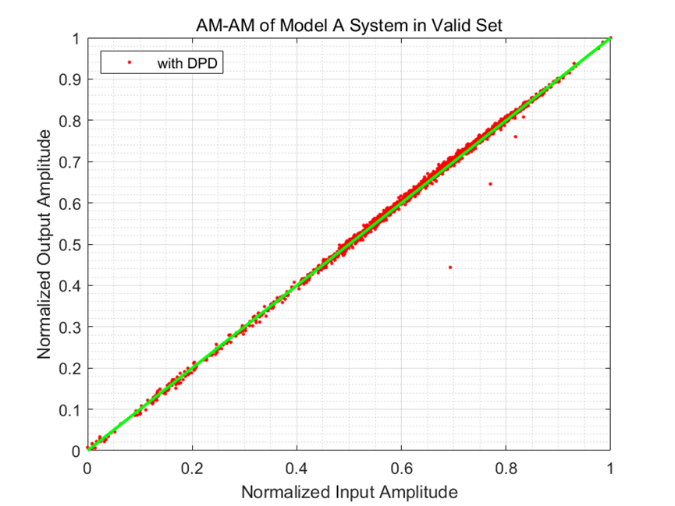 AM-AM of Model A System in Valid Set
with DPD
Normalized Output Amplitude
1
0.9
0.8
0.7
0.6
0.5
0.4
0.3
0.2
0.1
0
0 0.2 0.4 0.6 0.8 1
Normalized Input Amplitude